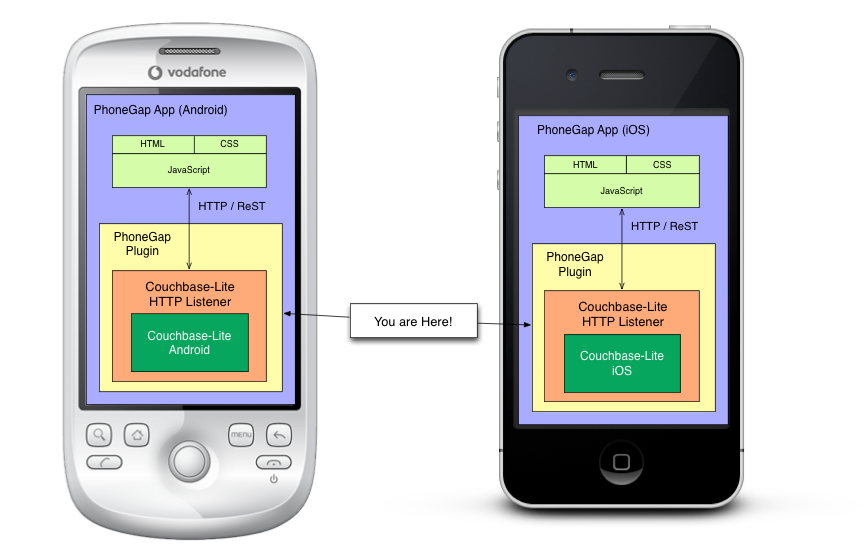 vodafone
PhoneGap App (Android)
HTML
CSS
JavaScript
HTTP / ReST
PhoneGap
Plugin
Couchbase-Lite
HTTP Listener
Couchbase-Lite
Android
MENU
You are Here!
PhoneGap App (iOS)
HTML
CSS
JavaScript
HTTP / ReST
PhoneGap
Plugin
Couchbase-Lite
HTTP Listener
Couchbase-Lite
iOS